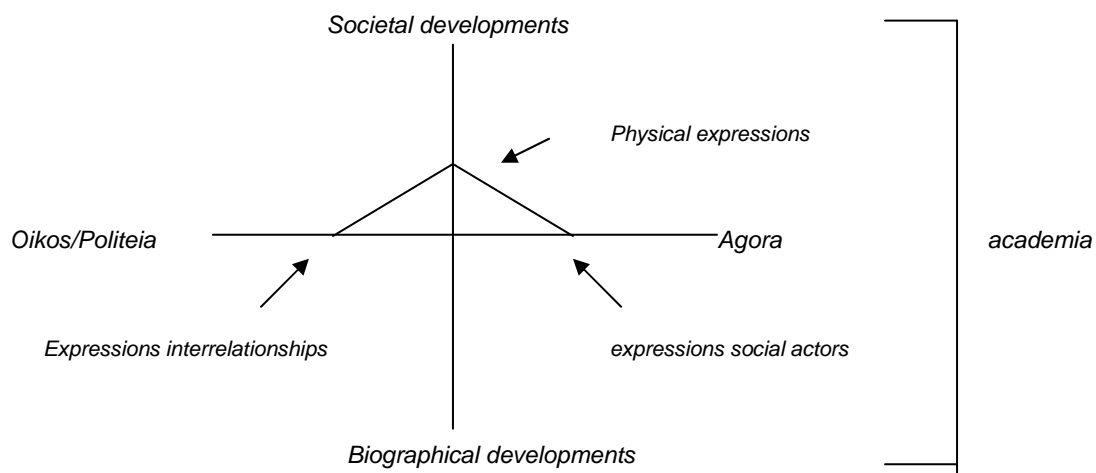 Societal developments
Physical expressions
Oikos/Politeia
Agora
academia
Expressions interrelationships
expressions social actors
Biographical developments